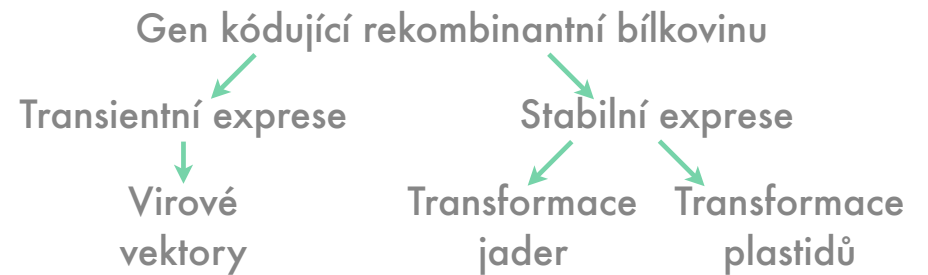 Gen kódující rekombinantní bílkovinu
Transientní exprese
Stabilní exprese
Virové
vektory
Transformace
jader
Transformace
plastidů